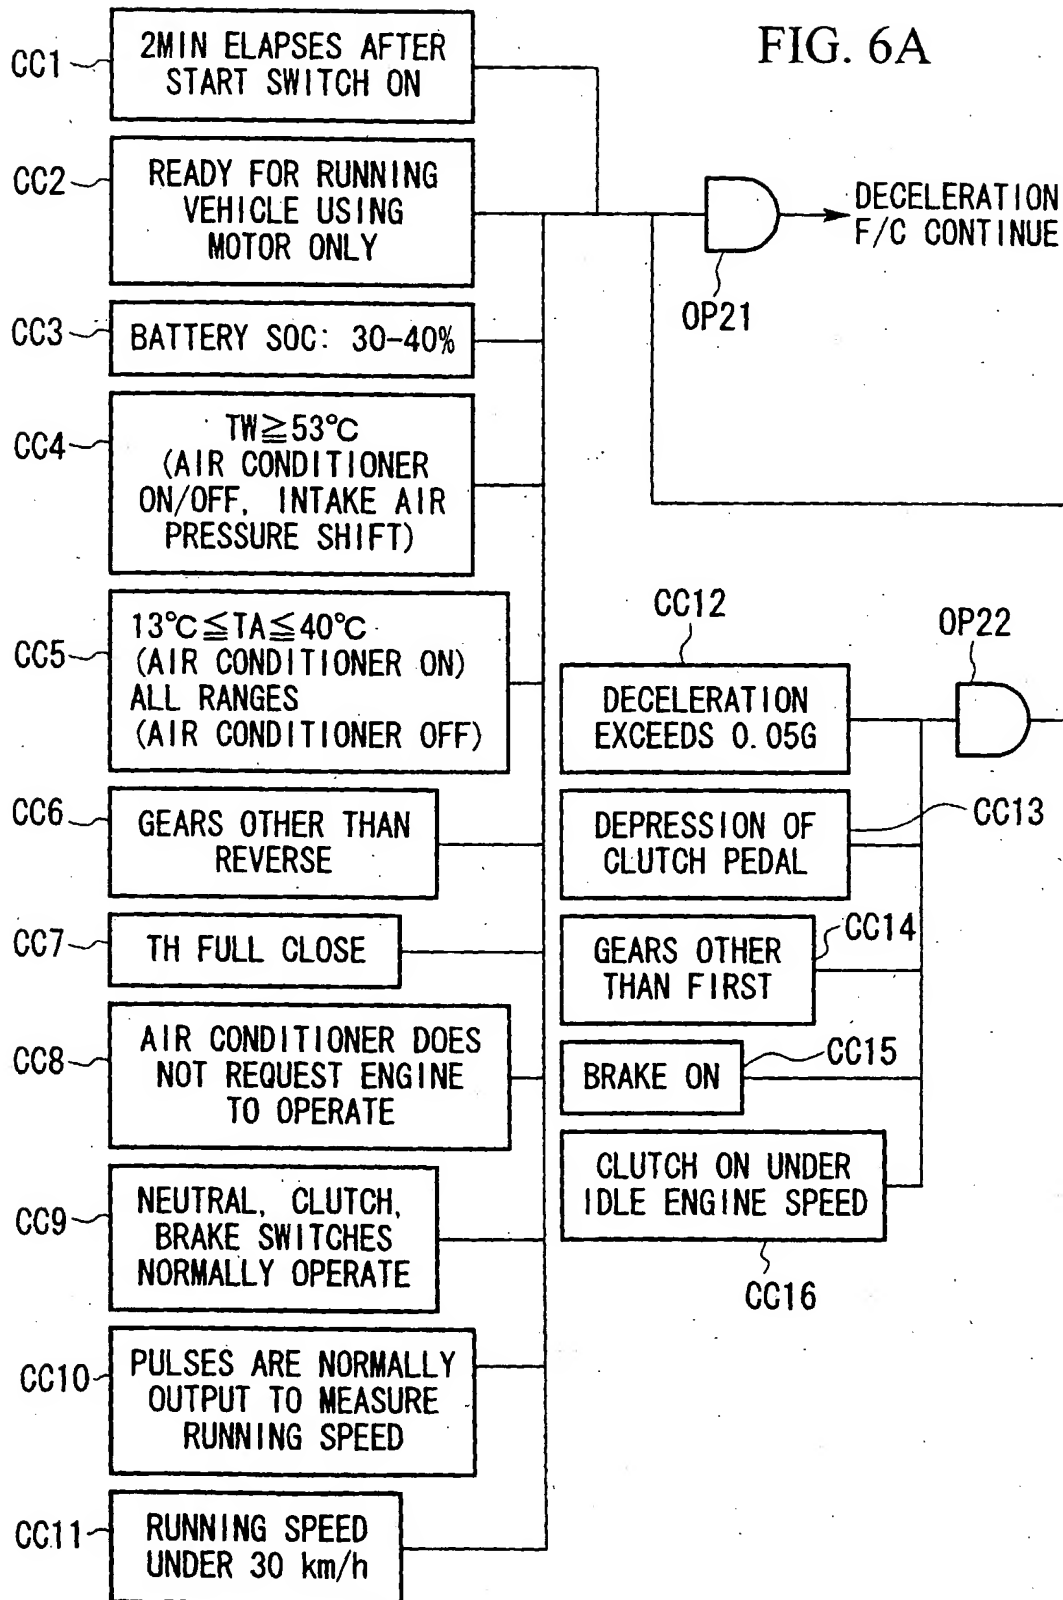 FIG. 6A
CC1
2MIN ELAPSES AFTER
START SWITCH ON
CC2
READY FOR RUNNING
VEHICLE USING
MOTOR ONLY
DECELERATION
F/C CONTINUE
OP21
CC3
BATTERY SOC: 30-40%
CC4
TW≧53°C
(AIR CONDITIONER
ON/OFF, INTAKE AIR
PRESSURE SHIFT)
CC5
13°C≦TA≦40°C
(AIR CONDITIONER ON)
ALL RANGES
(AIR CONDITIONER OFF)
CC6
GEARS OTHER THAN
REVERSE
CC7
TH FULL CLOSE
CC8
AIR CONDITIONER DOES
NOT REQUEST ENGINE
TO OPERATE
CC9
NEUTRAL, CLUTCH,
BRAKE SWITCHES
NORMALLY OPERATE
CC10
PULSES ARE NORMALLY
OUTPUT TO MEASURE
RUNNING SPEED
CC11
RUNNING SPEED
UNDER 30 km/h
CC12
DECELERATION
EXCEEDS 0.05G
OP22
DEPRESSION OF
CLUTCH PEDAL
CC13
GEARS OTHER
THAN FIRST
CC14
BRAKE ON
CC15
CLUTCH ON UNDER
IDLE ENGINE SPEED
CC16